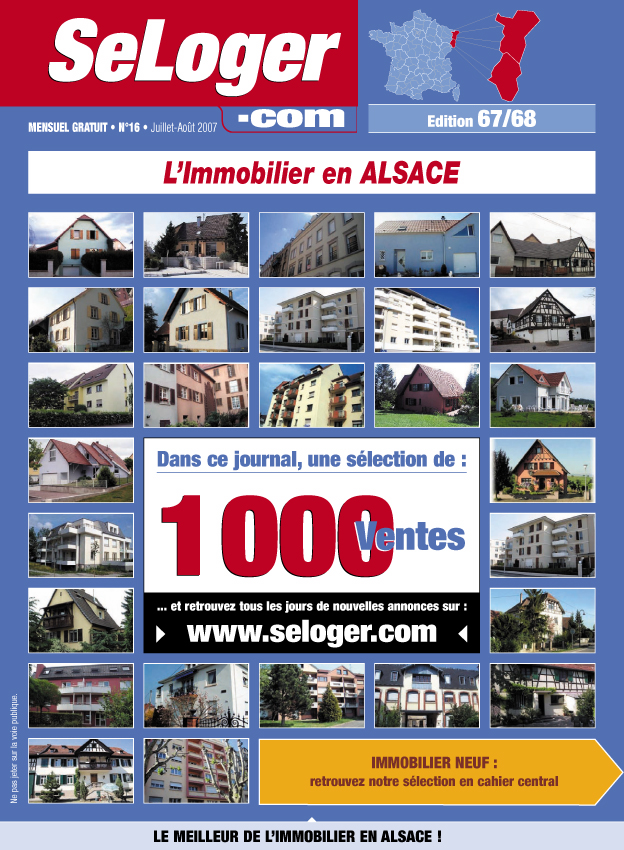 SeLoger
-com
MENSUEL GRATUIT • N°16 • Juillet-Août 2007
Edition 67/68
L'Immobilier en ALSACE
Dans ce journal, une sélection de :
1000 Ventes
... et retrouvez tous les jours de nouvelles annonces sur :
www.seloger.com
Ne pas jeter sur la voie publique.
IMMOBILIER NEUF :
retrouvez notre sélection en cahier central
LE MEILLEUR DE L'IMMOBILIER EN ALSACE !